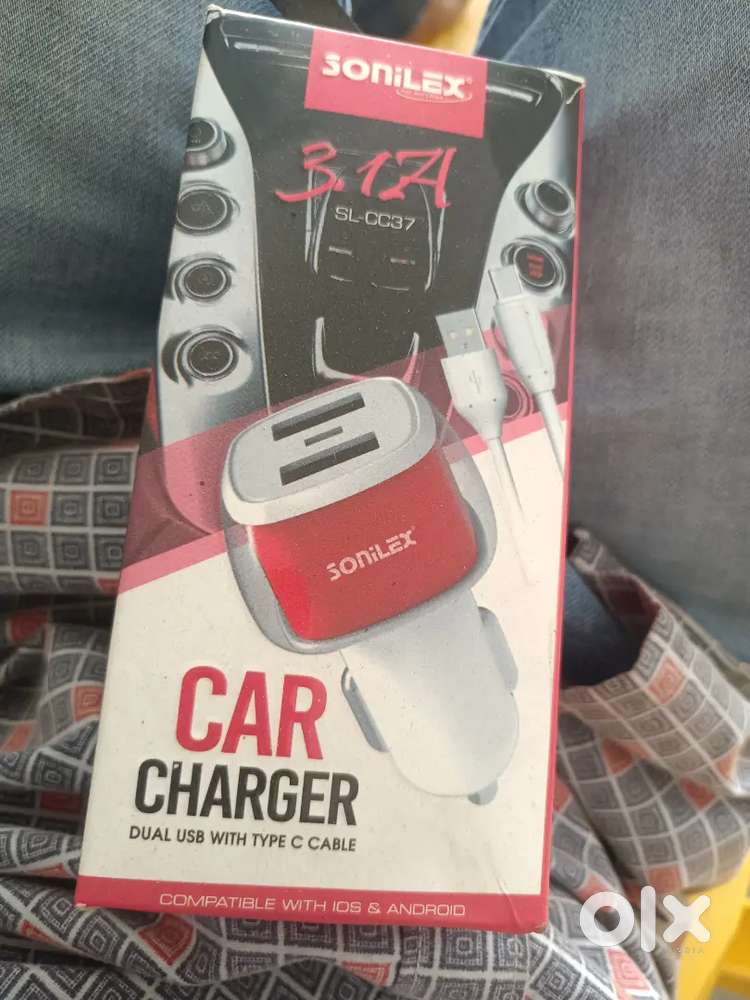 SONILEX
3.1A
SL-CC37
SONILEX
CAR
CHARGER
DUAL USB WITH TYPE C CABLE
COMPATIBLE WITH IOS & ANDROID
olx